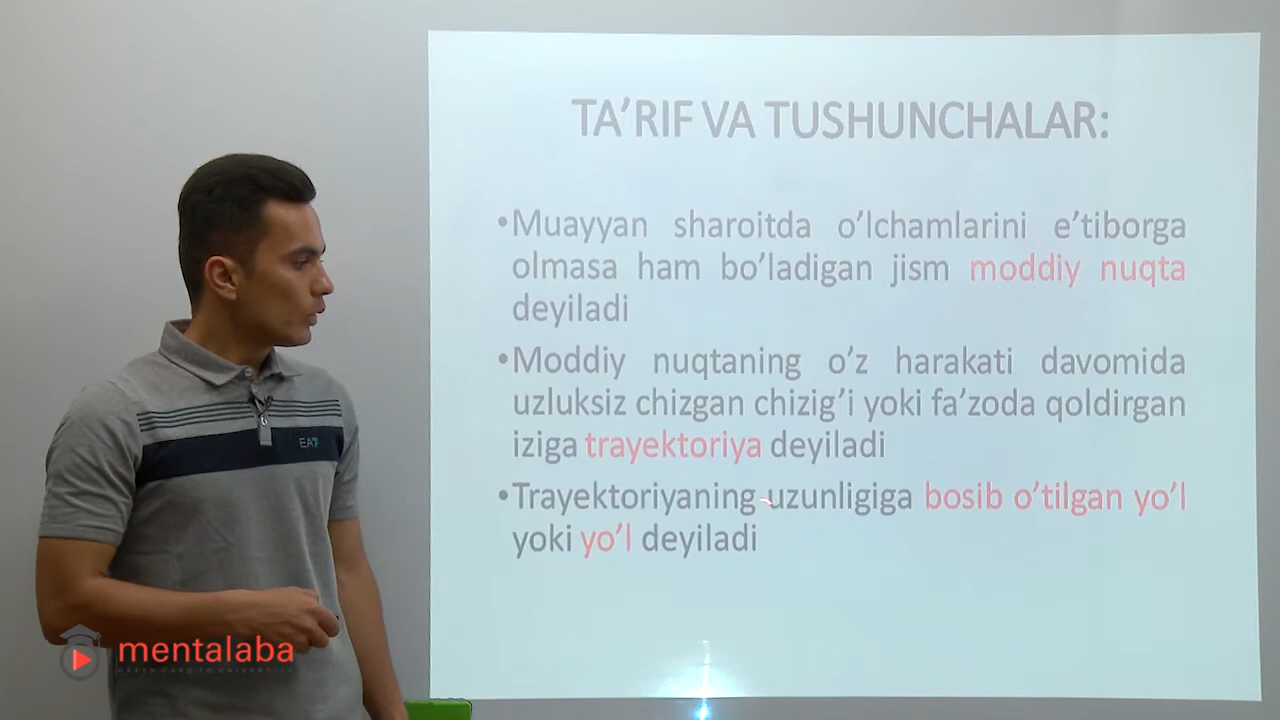 TA’RIF VA TUSHUNCHALAR:
•Muayyan sharoitda o’lchamlarini e’tiborga
olmasa ham bo’ladigan jism moddiy nuqta
deyiladi
•Moddiy nuqtaning o’z harakati davomida
uzluksiz chizgan chizig’i yoki fa’zoda qoldirgan
iziga trayektoriya deyiladi
•Trayektoriyaning uzunligiga bosib o’tilgan yo’l
yoki yo’l deyiladi
EA7
mentalaba